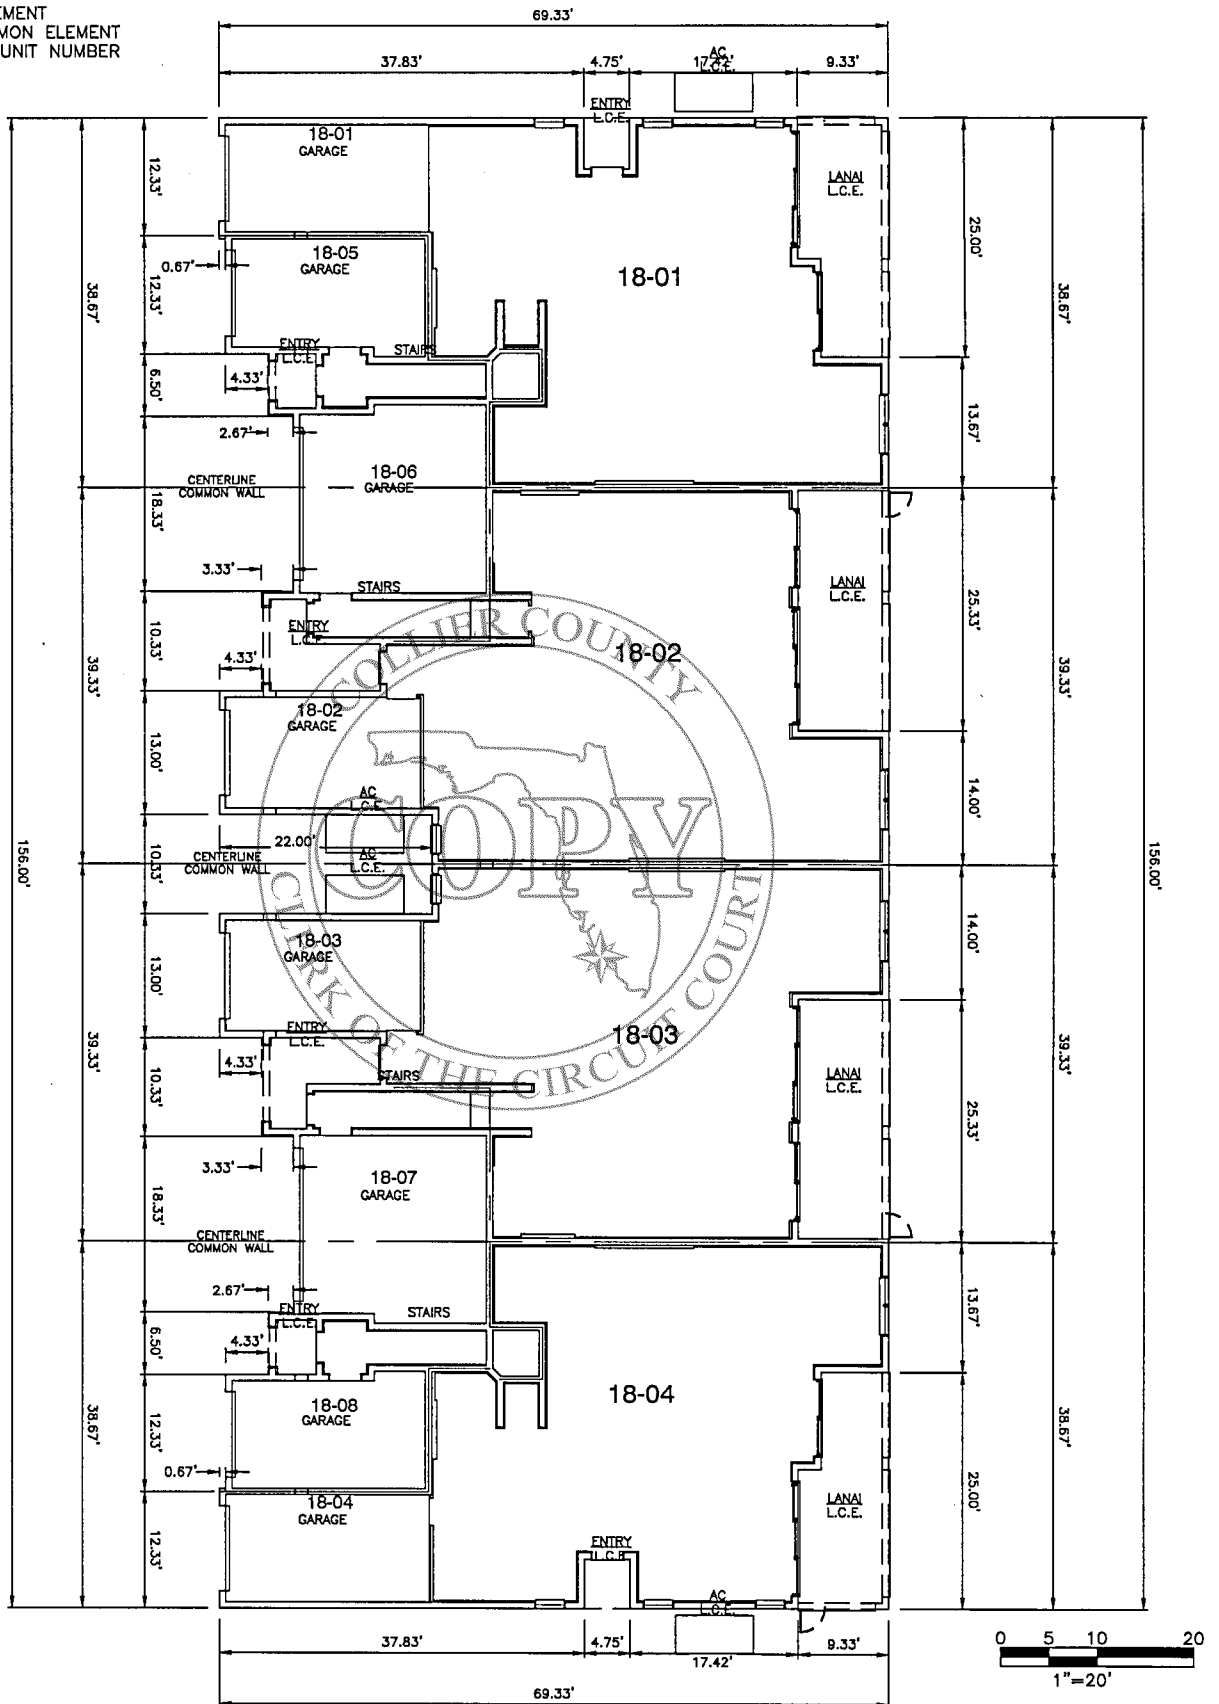 EMENT
MON ELEMENT
UNIT NUMBER
69.33'
37.83'
4.75'
17.42'
9.33'
AC
L.C.E.
ENTRY
L.C.E.
18-01
GARAGE
LANAI
L.C.E.
12.33'
25.00'
18-05
GARAGE
0.67'
12.33'
18-01
38.67'
38.67'
ENTRY
L.C.E.
STAIRS
4.33'
6.50'
13.67'
2.67'
18-06
GARAGE
CENTERLINE
COMMON WALL
18.33'
3.33'
STAIRS
LANAI
L.C.E.
25.33'
ENTRY
L.C.E
10.33'
18-02
4.33'
39.33'
39.33'
18-02
GARAGE
13.00'
14.00'
AC
L.C.E.
22.00'
10.33'
CENTERLINE
COMMON WALL
AC
L.C.E.
156.00'
156.00'
COLLIER COUNTY
COPY
CLERK OF THE CIRCUIT COURT
18-03
GARAGE
13.00'
14.00'
ENTRY
L.C.E.
18-03
4.33'
39.33'
39.33'
STAIRS
10.33'
LANAI
L.C.E.
25.33'
3.33'
18-07
GARAGE
18.33'
CENTERLINE
COMMON WALL
2.67'
ENTRY
L.C.E
STAIRS
13.67'
4.33'
6.50'
18-04
38.67'
38.67'
18-08
GARAGE
12.33'
0.67'
25.00'
18-04
GARAGE
LANAI
L.C.E.
12.33'
ENTRY
L.C.E
AC
L.C.E.
37.83'
4.75'
17.42'
9.33'
69.33'
0 5 10 20
1"=20'